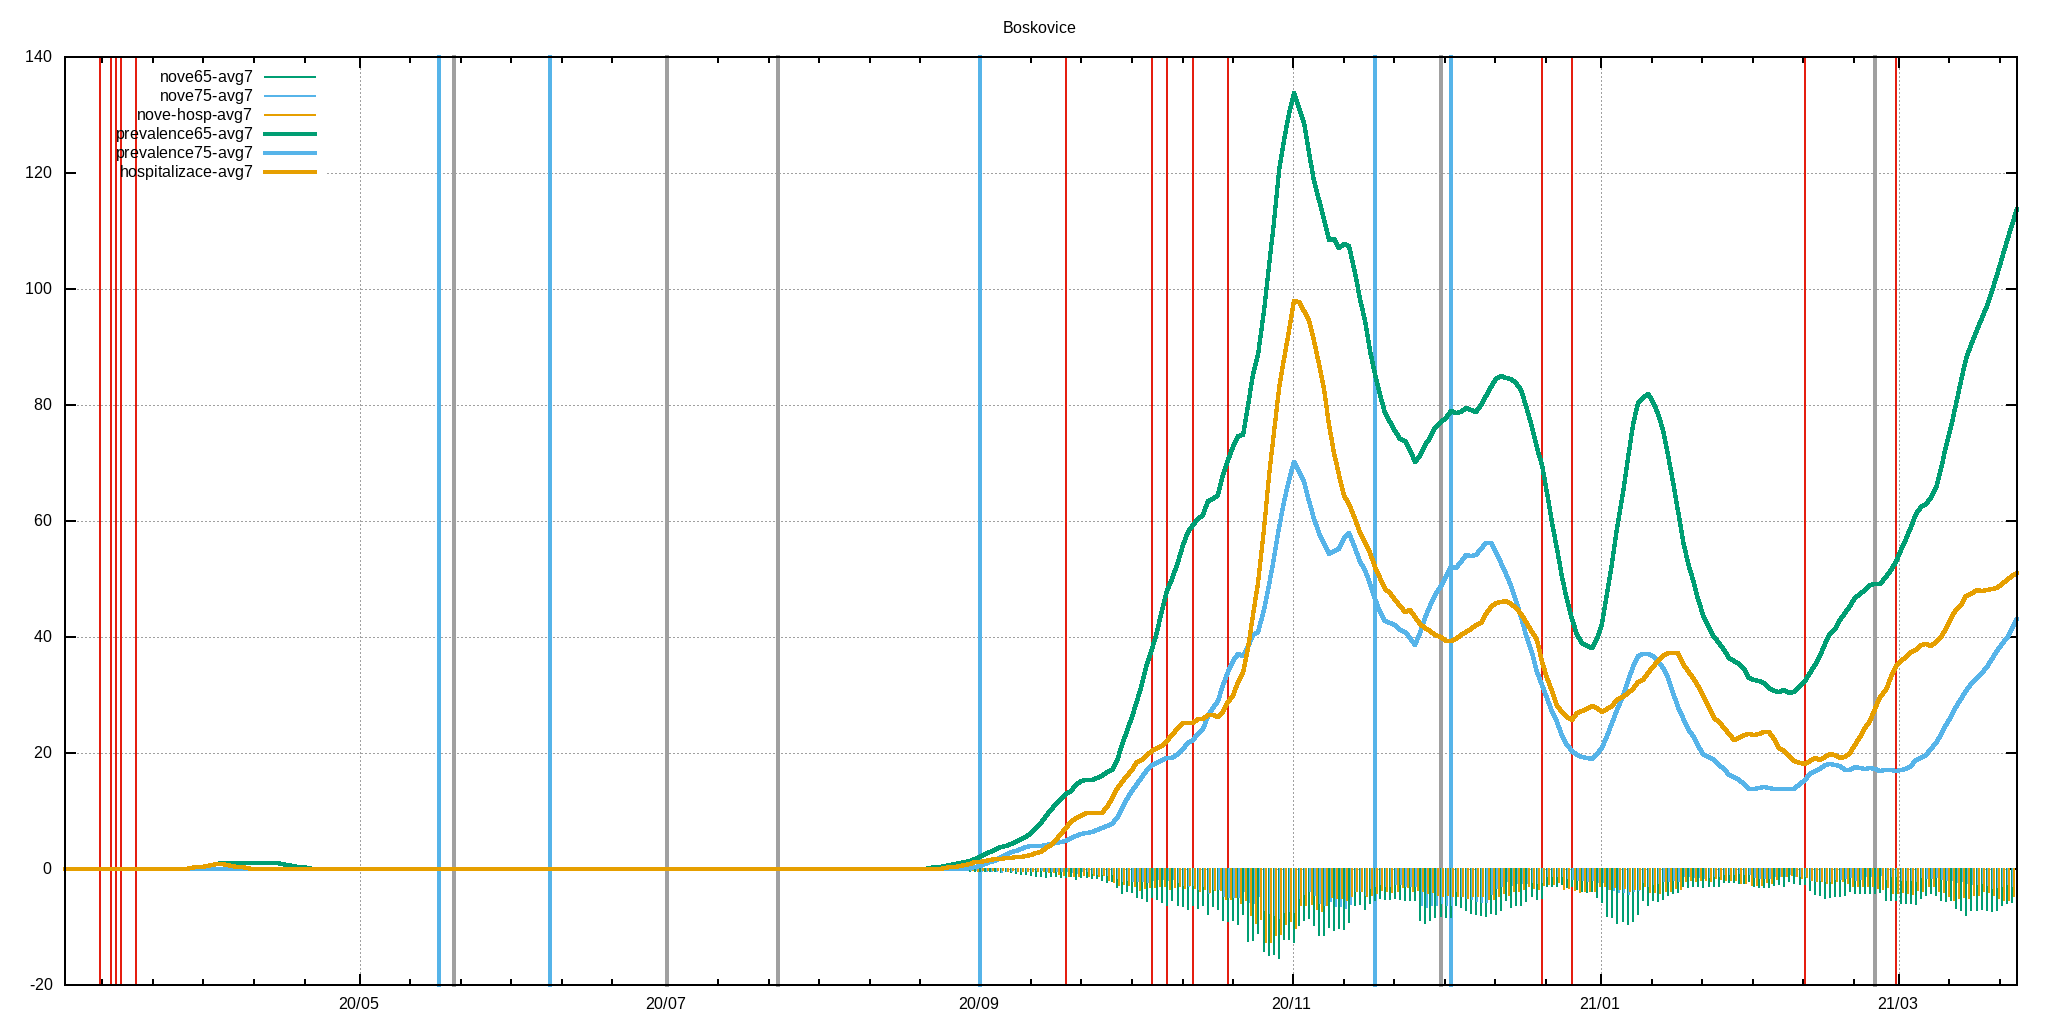 Boskovice
140
120
100
80
60
40
20
0
-20
nove65-avg7
nove75-avg7
nove-hosp-avg7
prevalence65-avg7
prevalence75-avg7
hospitalizace-avg7
20/05 20/07 20/09 20/11 21/01 21/03